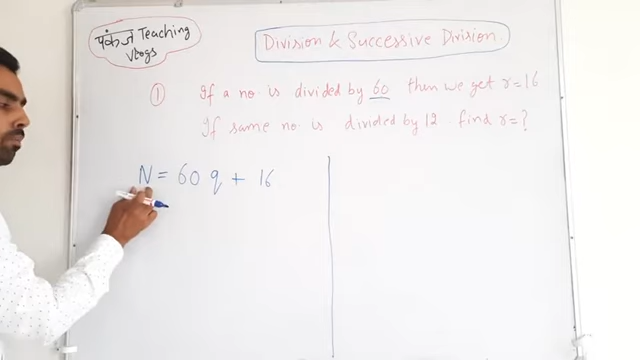 पंकज Teaching
Vlogs
Division & Successive Division.
① If a no. is divided by 60 then we get r=16
If same no. is divided by 12 find r=?
N = 60 q + 16